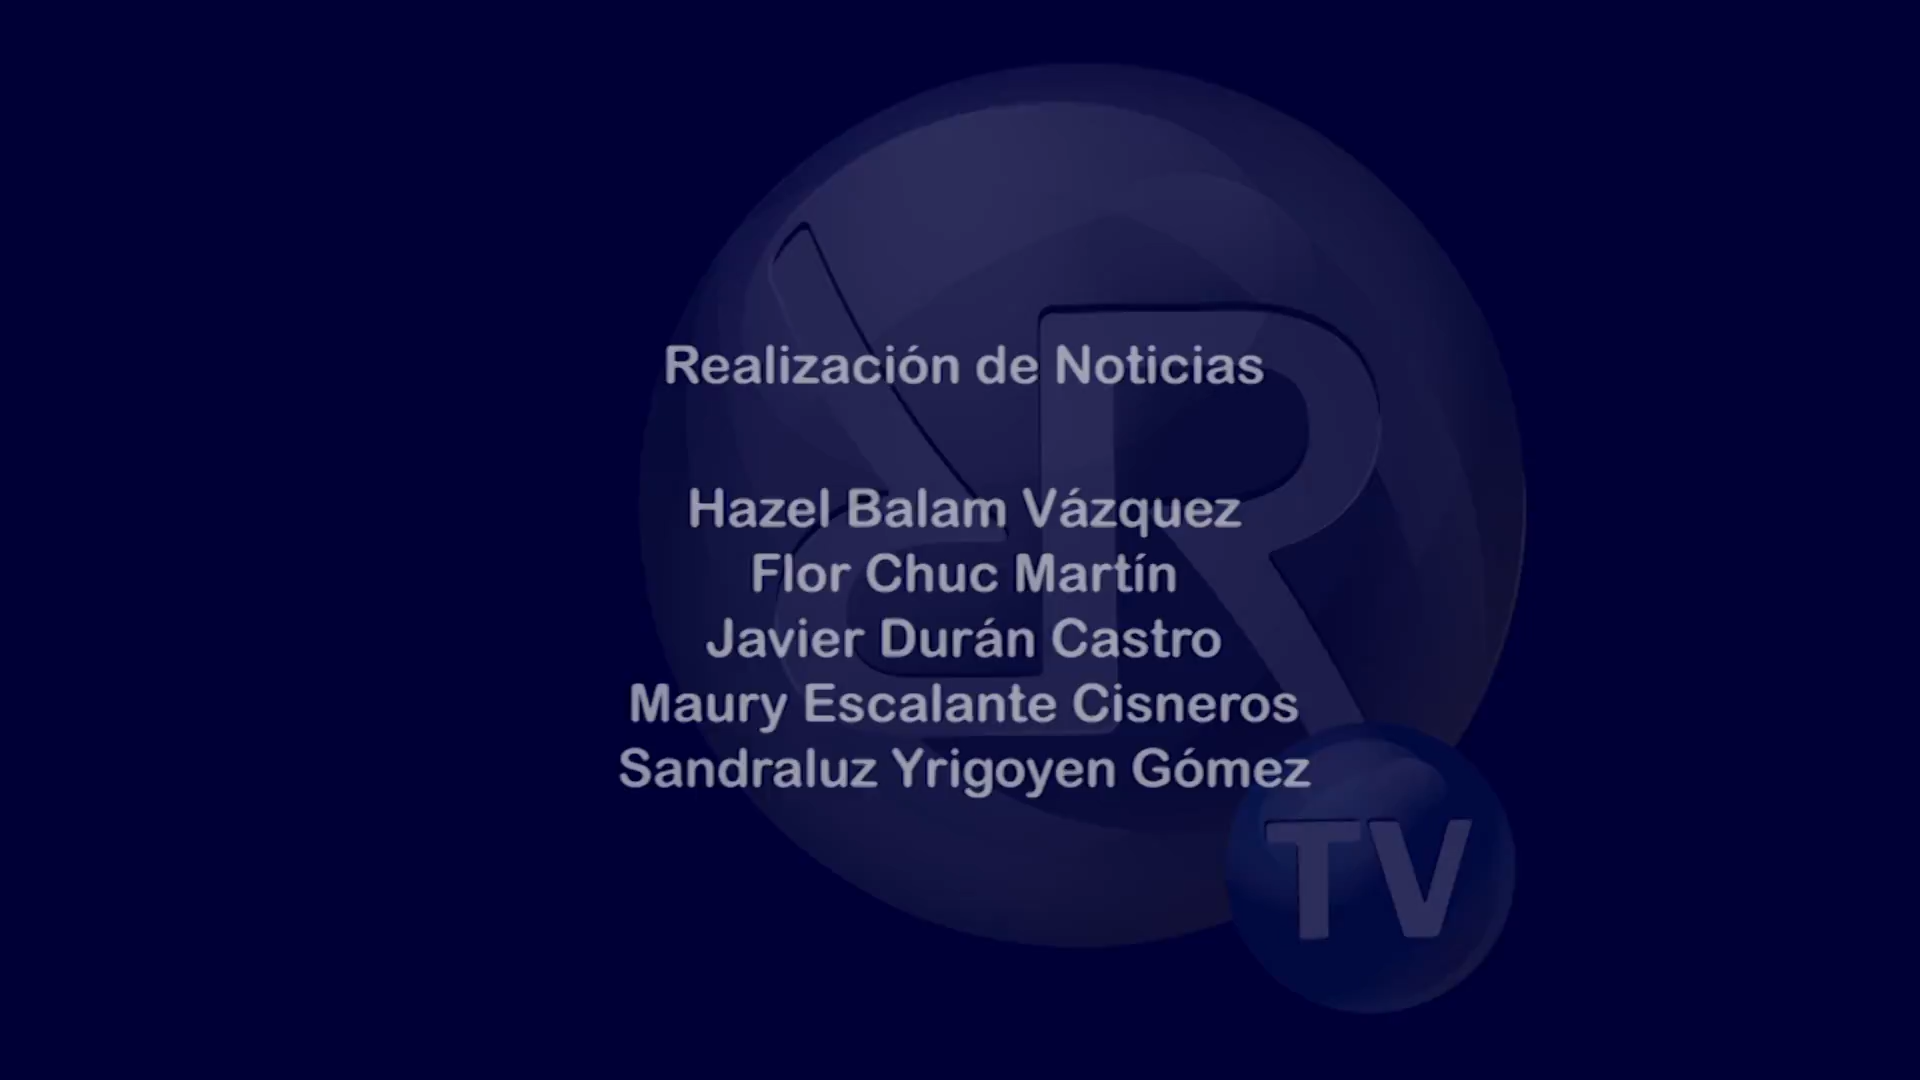 Realización de Noticias
Hazel Balam Vázquez
Flor Chuc Martín
Javier Durán Castro
Maury Escalante Cisneros
Sandraluz Yrigoyen Gómez
R R
TV